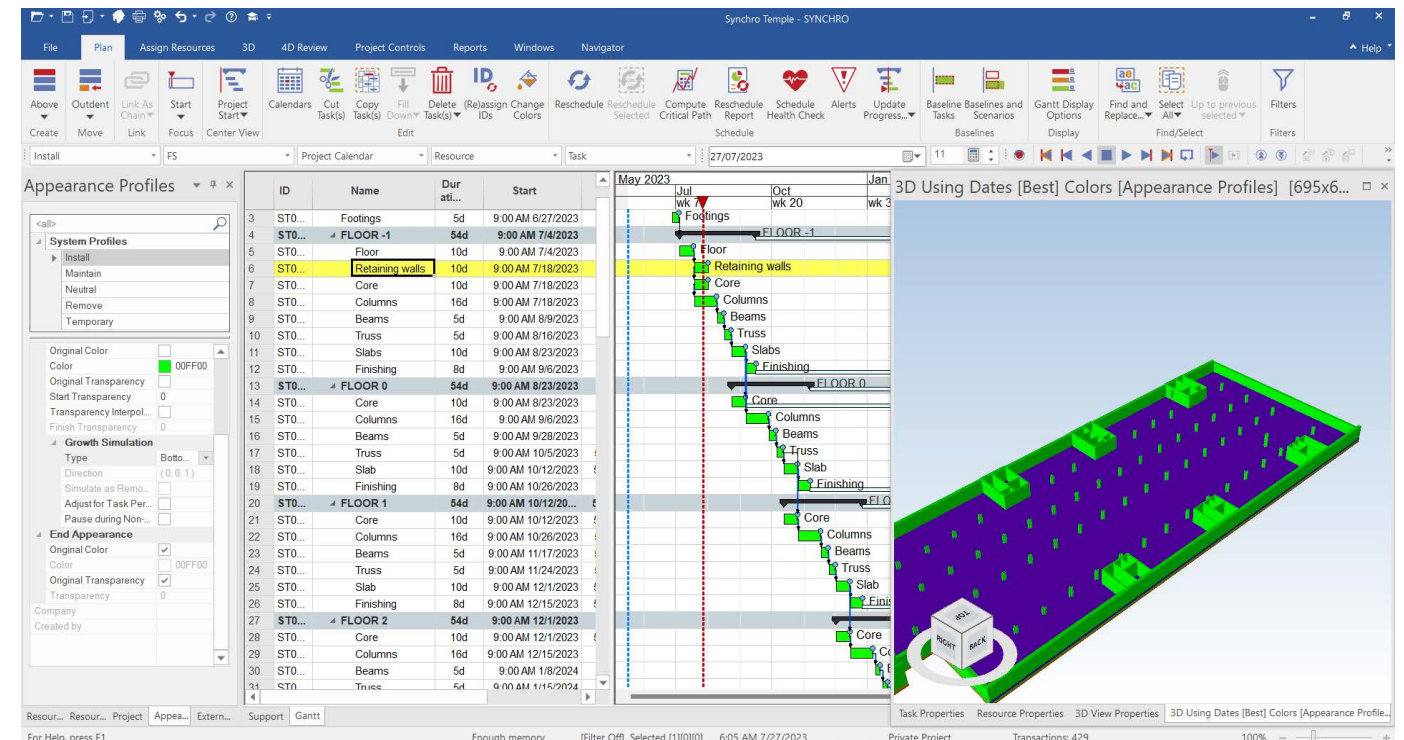 Synchro Temple - SYNCHRO
File Plan Assign Resources 3D 4D Review Project Controls Reports Windows Navigator Help
Above Outdent Link As Chain Start Project Start Calendars Cut Task(s) Copy Task(s) Fill Down Delete Task(s) (Re)assign IDs Change Colors Reschedule Reschedule Selected Compute Critical Path Reschedule Report Schedule Health Check Alerts Update Progress... Baseline Tasks Baselines and Scenarios Gantt Display Options Find and Replace... Select All Up to previous selected Filters
Create Move Link Focus Center View Edit Schedule Baselines Display Find/Select Filters
Install FS Project Calendar Resource Task 27/07/2023 11
Appearance Profiles
<all>
System Profiles
Install
Maintain
Neutral
Remove
Temporary
Original Color
Color 00FF00
Original Transparency
Start Transparency 0
Transparency Interpol...
Finish Transparency 0
Growth Simulation
Type Botto...
Direction (0, 0, 1)
Simulate as Remo...
Adjust for Task Per...
Pause during Non-...
End Appearance
Original Color
Color 00FF00
Original Transparency
Transparency 0
Company
Created by
Resour... Resour... Project Appea... Extern...
ID Name Dur ati... Start
3 ST0... Footings 5d 9:00 AM 6/27/2023
4 ST0... FLOOR -1 54d 9:00 AM 7/4/2023
5 ST0... Floor 10d 9:00 AM 7/4/2023
6 ST0... Retaining walls 10d 9:00 AM 7/18/2023
7 ST0... Core 10d 9:00 AM 7/18/2023
8 ST0... Columns 16d 9:00 AM 7/18/2023
9 ST0... Beams 5d 9:00 AM 8/9/2023
10 ST0... Truss 5d 9:00 AM 8/16/2023
11 ST0... Slabs 10d 9:00 AM 8/23/2023
12 ST0... Finishing 8d 9:00 AM 9/6/2023
13 ST0... FLOOR 0 54d 9:00 AM 8/23/2023
14 ST0... Core 10d 9:00 AM 8/23/2023
15 ST0... Columns 16d 9:00 AM 9/6/2023
16 ST0... Beams 5d 9:00 AM 9/28/2023
17 ST0... Truss 5d 9:00 AM 10/5/2023
18 ST0... Slab 10d 9:00 AM 10/12/2023
19 ST0... Finishing 8d 9:00 AM 10/26/2023
20 ST0... FLOOR 1 54d 9:00 AM 10/12/20...
21 ST0... Core 10d 9:00 AM 10/12/2023
22 ST0... Columns 16d 9:00 AM 10/26/2023
23 ST0... Beams 5d 9:00 AM 11/17/2023
24 ST0... Truss 5d 9:00 AM 11/24/2023
25 ST0... Slab 10d 9:00 AM 12/1/2023
26 ST0... Finishing 8d 9:00 AM 12/15/2023
27 ST0... FLOOR 2 54d 9:00 AM 12/1/2023
28 ST0... Core 10d 9:00 AM 12/1/2023
29 ST0... Columns 16d 9:00 AM 12/15/2023
30 ST0... Beams 5d 9:00 AM 1/8/2024
31 ST0 Truss 5d 9:00 AM 1/15/2024
Support Gantt
May 2023 Jan
Jul Oct
wk 7 wk 20 wk 3
Footings
FLOOR -1
Floor
Retaining walls
Core
Columns
Beams
Truss
Slabs
Finishing
FLOOR 0
Core
Columns
Beams
Truss
Slab
Finishing
FLO
Core
Columns
Beams
Truss
Slab
Finis
Core
Co
3D Using Dates [Best] Colors [Appearance Profiles] [695x6...
TOP
RIGHT BACK
Task Properties Resource Properties 3D View Properties 3D Using Dates [Best] Colors [Appearance Profile...
For Help, press F1 Enough memory [Filter Off] Selected [1][0][0] 6:05 AM 7/27/2023 Private Project Transactions: 429 100%